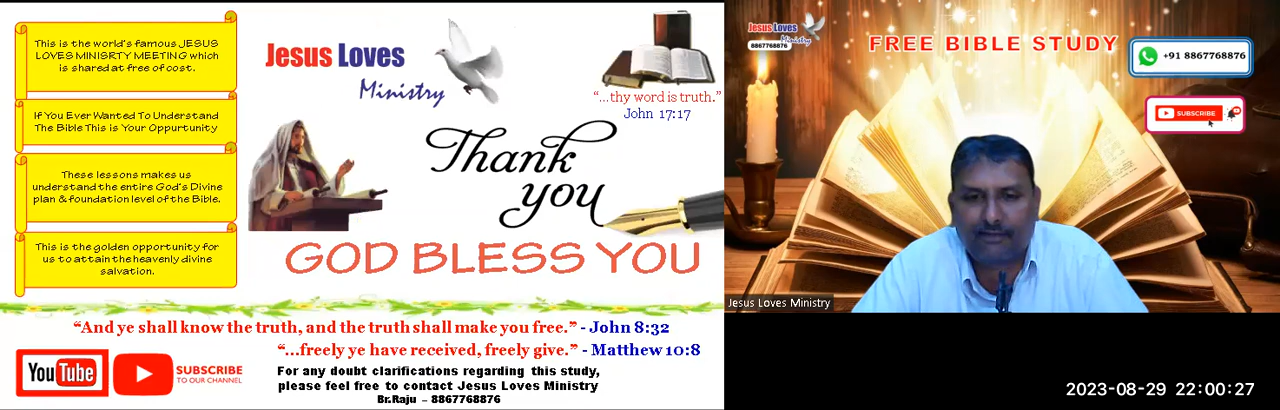 This is the world's famous JESUS
LOVES MINISRTY MEETING which
is shared at free of cost.
If You Ever Wanted To Understand
The Bible This is Your Oppurtunity
These lessons makes us
understand the entire God's Divine
plan & foundation level of the Bible.
This is the golden opportunity for
us to attain the heavenly divine
salvation.
Jesus Loves
Ministry
"...thy word is truth."
John 17:17
Thank
you
GOD BLESS YOU
"And ye shall know the truth, and the truth shall make you free." - John 8:32
"...freely ye have received, freely give." - Matthew 10:8
YouTube
SUBSCRIBE
TO OUR CHANNEL
For any doubt clarifications regarding this study,
please feel free to contact Jesus Loves Ministry
Br.Raju – 8867768876
Jesus Loves
Ministry
8867768876
FREE BIBLE STUDY
+91 8867768876
SUBSCRIBE
Jesus Loves Ministry
2023-08-29 22:00:27